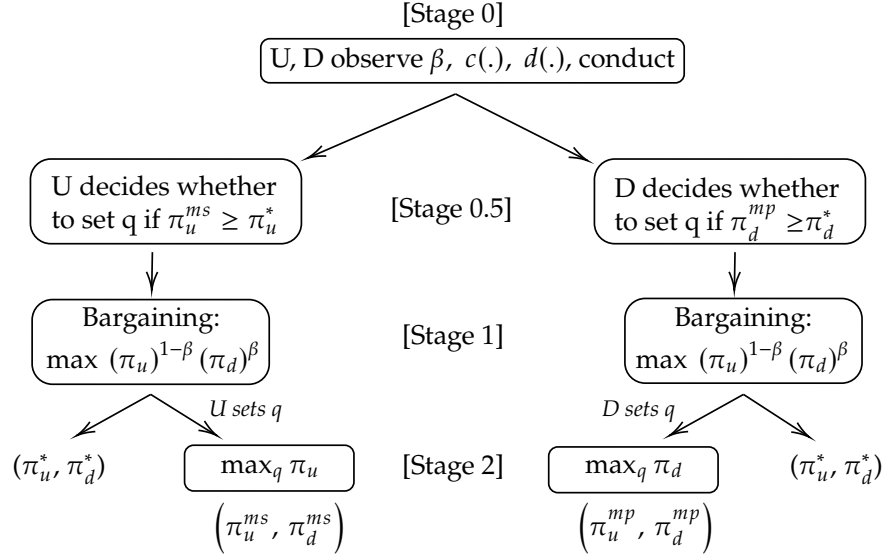 [Stage 0]
U, D observe β, c(.), d(.), conduct
U decides whether
to set q if π_u^{ms} ≥ π_u^*
[Stage 0.5]
D decides whether
to set q if π_d^{mp} ≥π_d^*
Bargaining:
max (π_u)^{1−β} (π_d)^β
[Stage 1]
Bargaining:
max (π_u)^{1−β} (π_d)^β
U sets q
D sets q
(π_u^*, π_d^*)
max_q π_u
[Stage 2]
max_q π_d
(π_u^*, π_d^*)
(π_u^{ms}, π_d^{ms})
(π_u^{mp}, π_d^{mp})